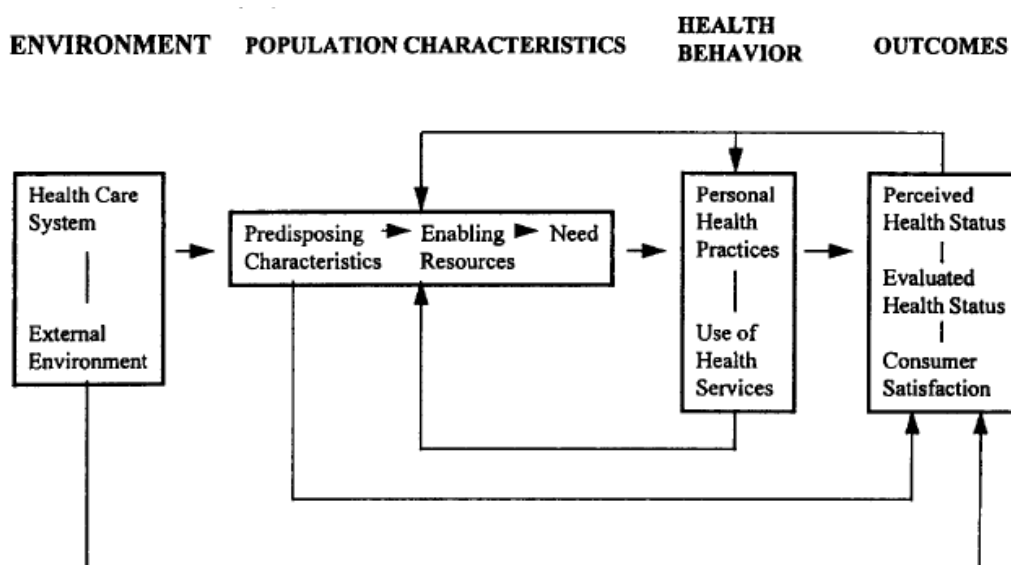 ENVIRONMENT
POPULATION CHARACTERISTICS
HEALTH
BEHAVIOR
OUTCOMES
Health Care
System
External
Environment
Predisposing
Characteristics
Enabling
Resources
Need
Personal
Health
Practices
Use of
Health
Services
Perceived
Health Status
Evaluated
Health Status
Consumer
Satisfaction